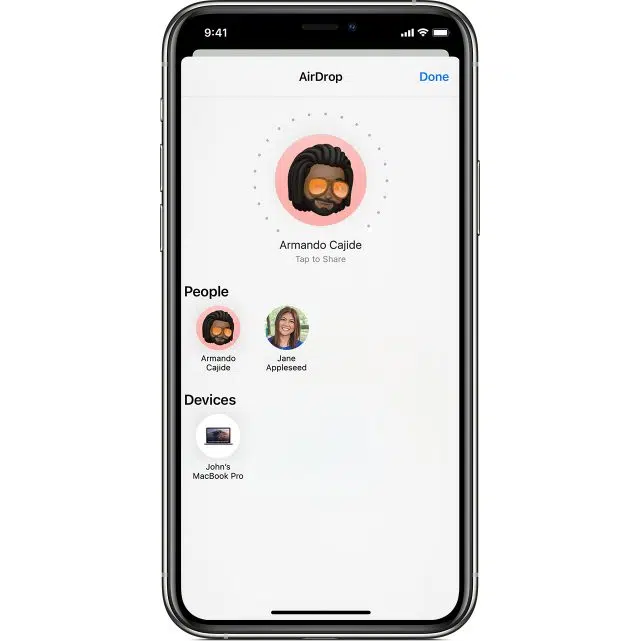 9:41
AirDrop
Done
Armando Cajide
Tap to Share
People
Armando
Cajide
Jane
Appleseed
Devices
John's
MacBook Pro